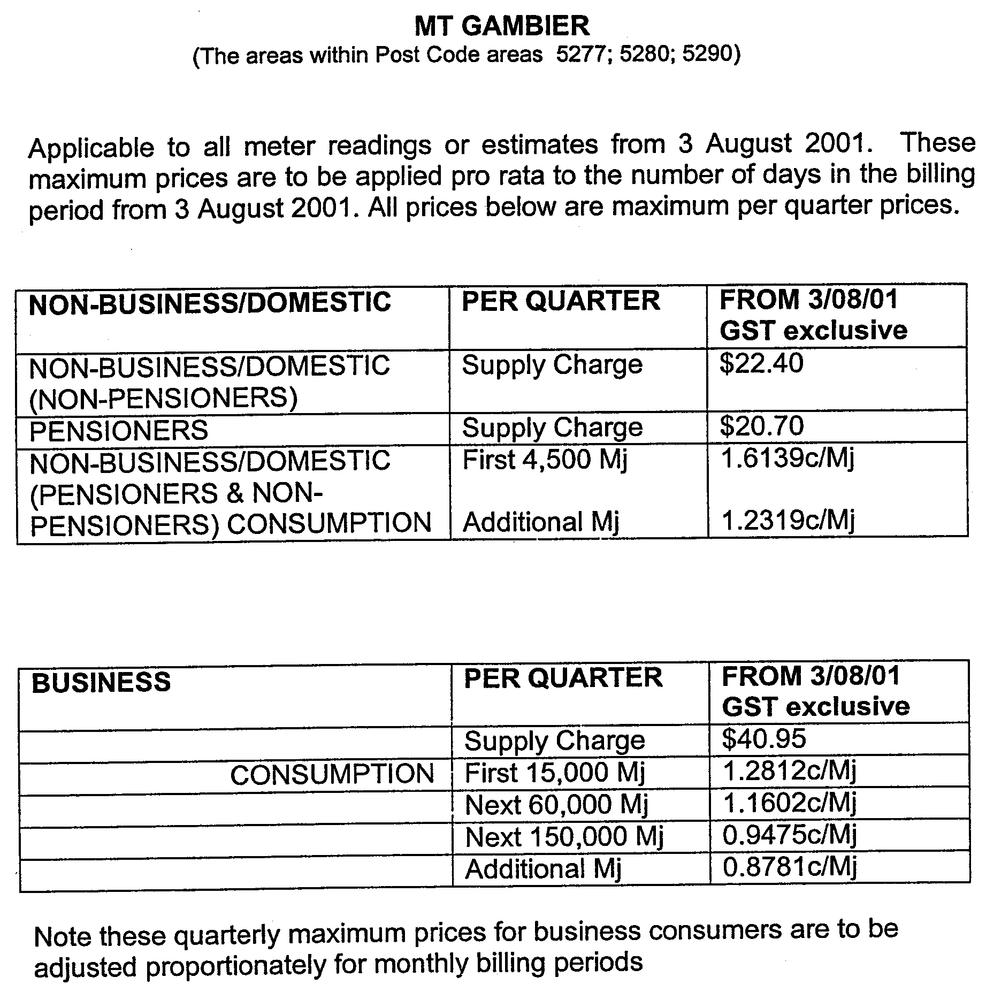 MT GAMBIER
(The areas within Post Code areas 5277; 5280; 5290)
Applicable to all meter readings or estimates from 3 August 2001. These
maximum prices are to be applied pro rata to the number of days in the billing
period from 3 August 2001. All prices below are maximum per quarter prices.
NON-BUSINESS/DOMESTIC PER QUARTER FROM 3/08/01
GST exclusive
NON-BUSINESS/DOMESTIC Supply Charge $22.40
(NON-PENSIONERS)
PENSIONERS Supply Charge $20.70
NON-BUSINESS/DOMESTIC First 4,500 Mj 1.6139c/Mj
(PENSIONERS & NON-
PENSIONERS) CONSUMPTION Additional Mj 1.2319c/Mj
BUSINESS PER QUARTER FROM 3/08/01
GST exclusive
Supply Charge $40.95
CONSUMPTION First 15,000 Mj 1.2812c/Mj
Next 60,000 Mj 1.1602c/Mj
Next 150,000 Mj 0.9475c/Mj
Additional Mj 0.8781c/Mj
Note these quarterly maximum prices for business consumers are to be
adjusted proportionately for monthly billing periods